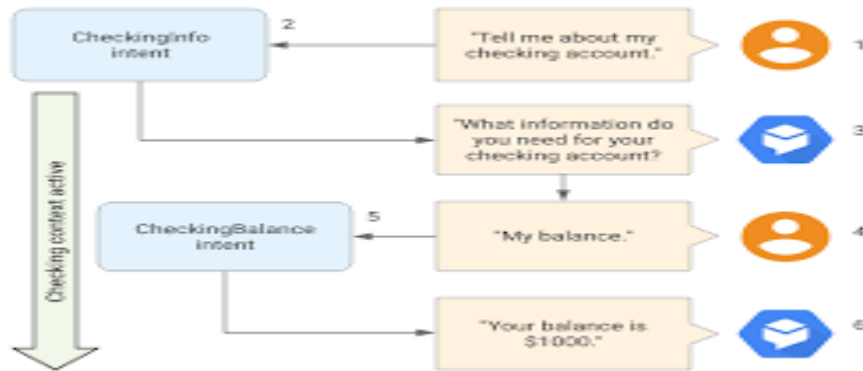 CheckingInfo
intent
2
"Tell me about my
checking account."
1
"What information do
you need for your
checking account?
3
Checking context active
CheckingBalance
intent
5
"My balance."
4
"Your balance is
$1000."
6